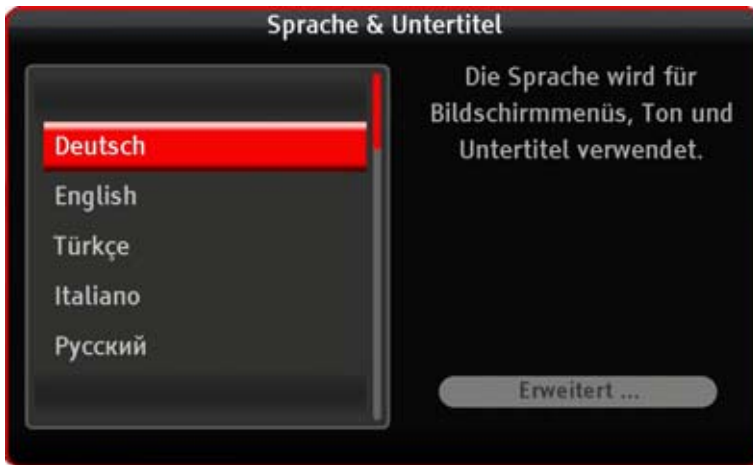 Sprache & Untertitel
Deutsch
English
Türkçe
Italiano
Русский
Die Sprache wird für
Bildschirmmenüs, Ton und
Untertitel verwendet.
Erweitert ...